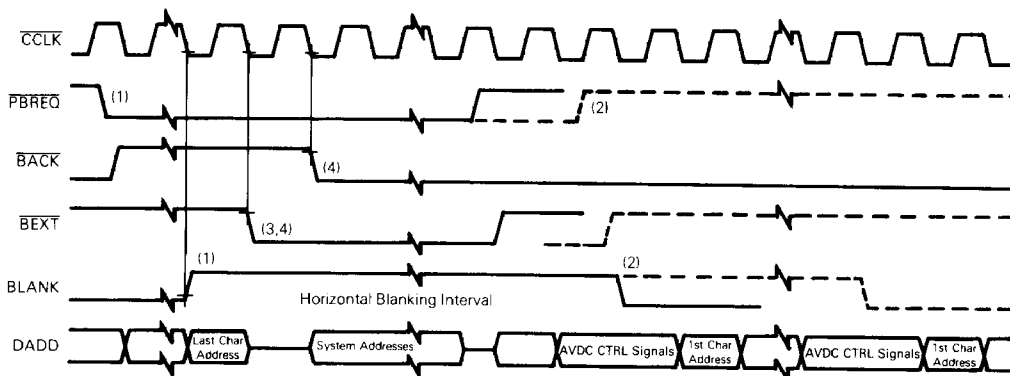 CCLK
PBREQ (1) (2)
BACK (4)
BEXT (3,4)
BLANK (1) Horizontal Blanking Interval (2)
DADD Last Char Address System Addresses AVDC CTRL Signals 1st Char Address AVDC CTRL Signals 1st Char Address